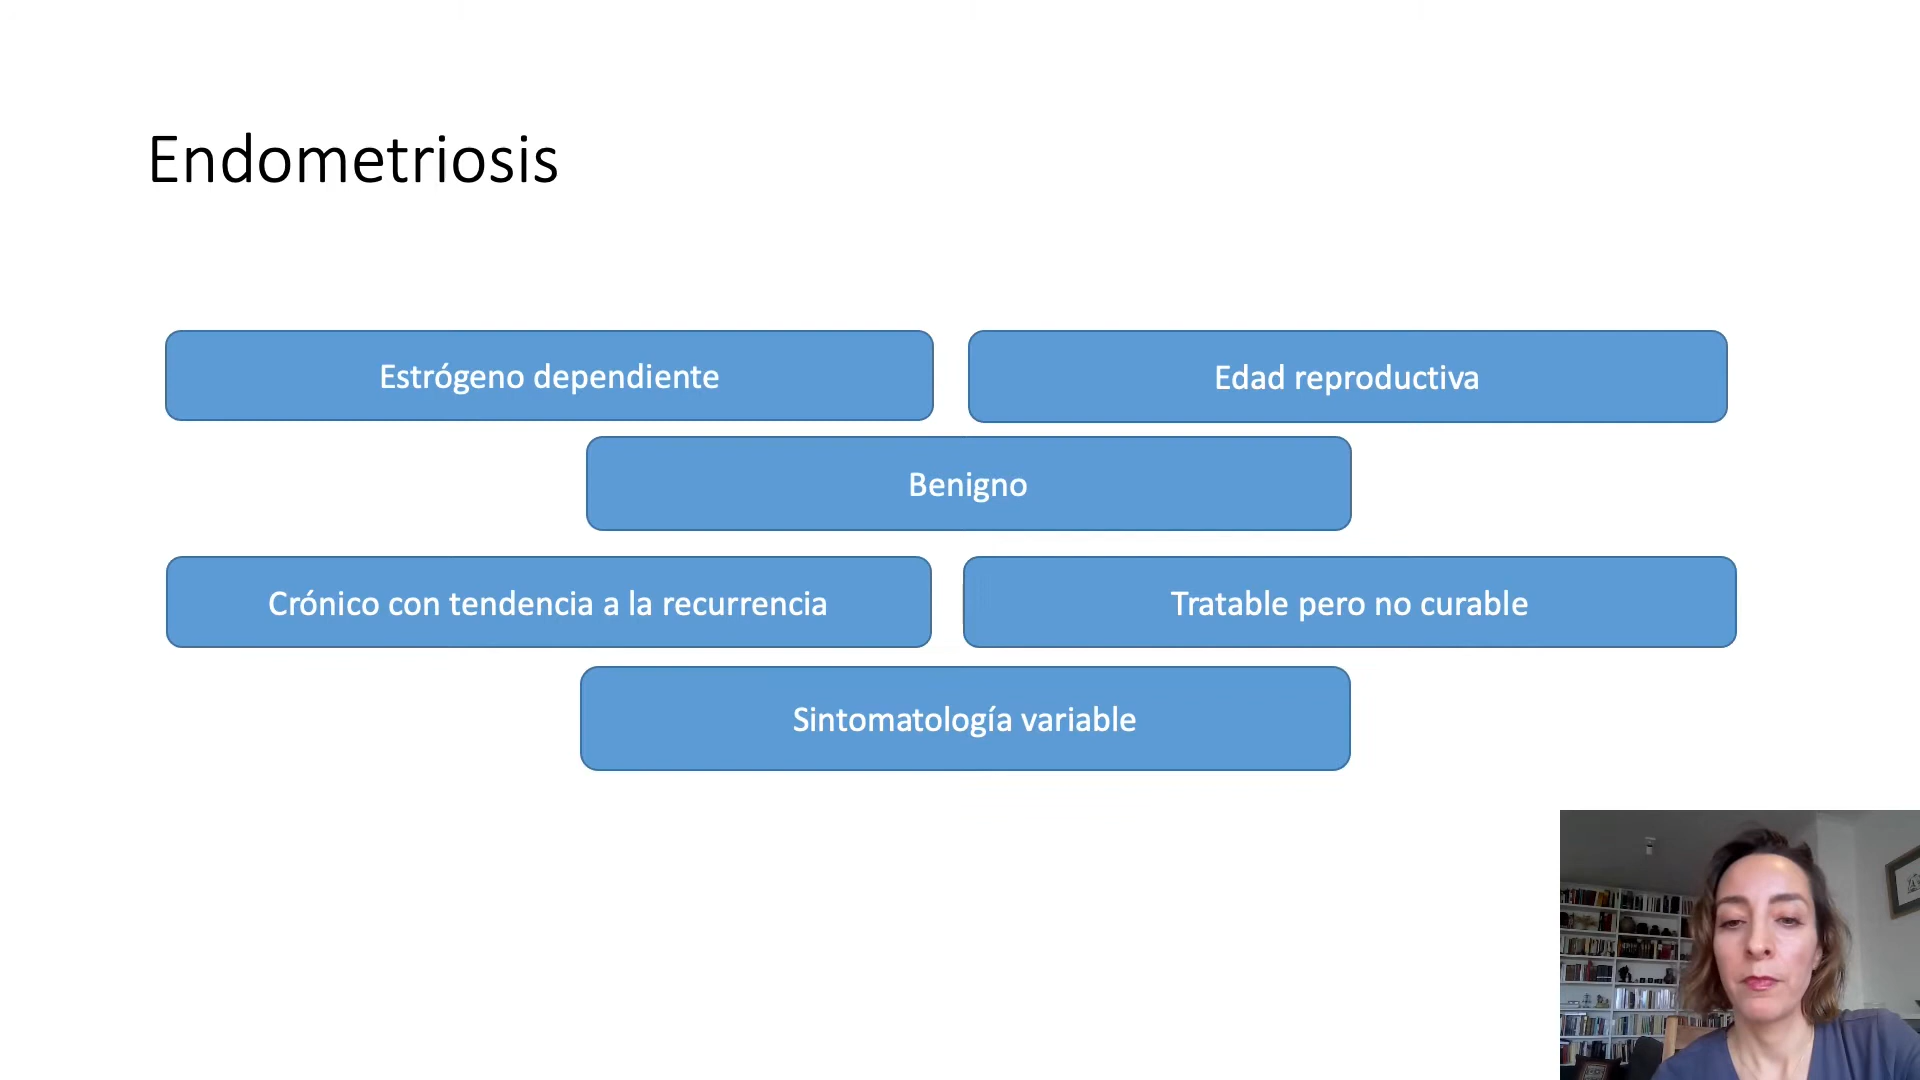 Endometriosis
Estrógeno dependiente
Edad reproductiva
Benigno
Crónico con tendencia a la recurrencia
Tratable pero no curable
Sintomatología variable